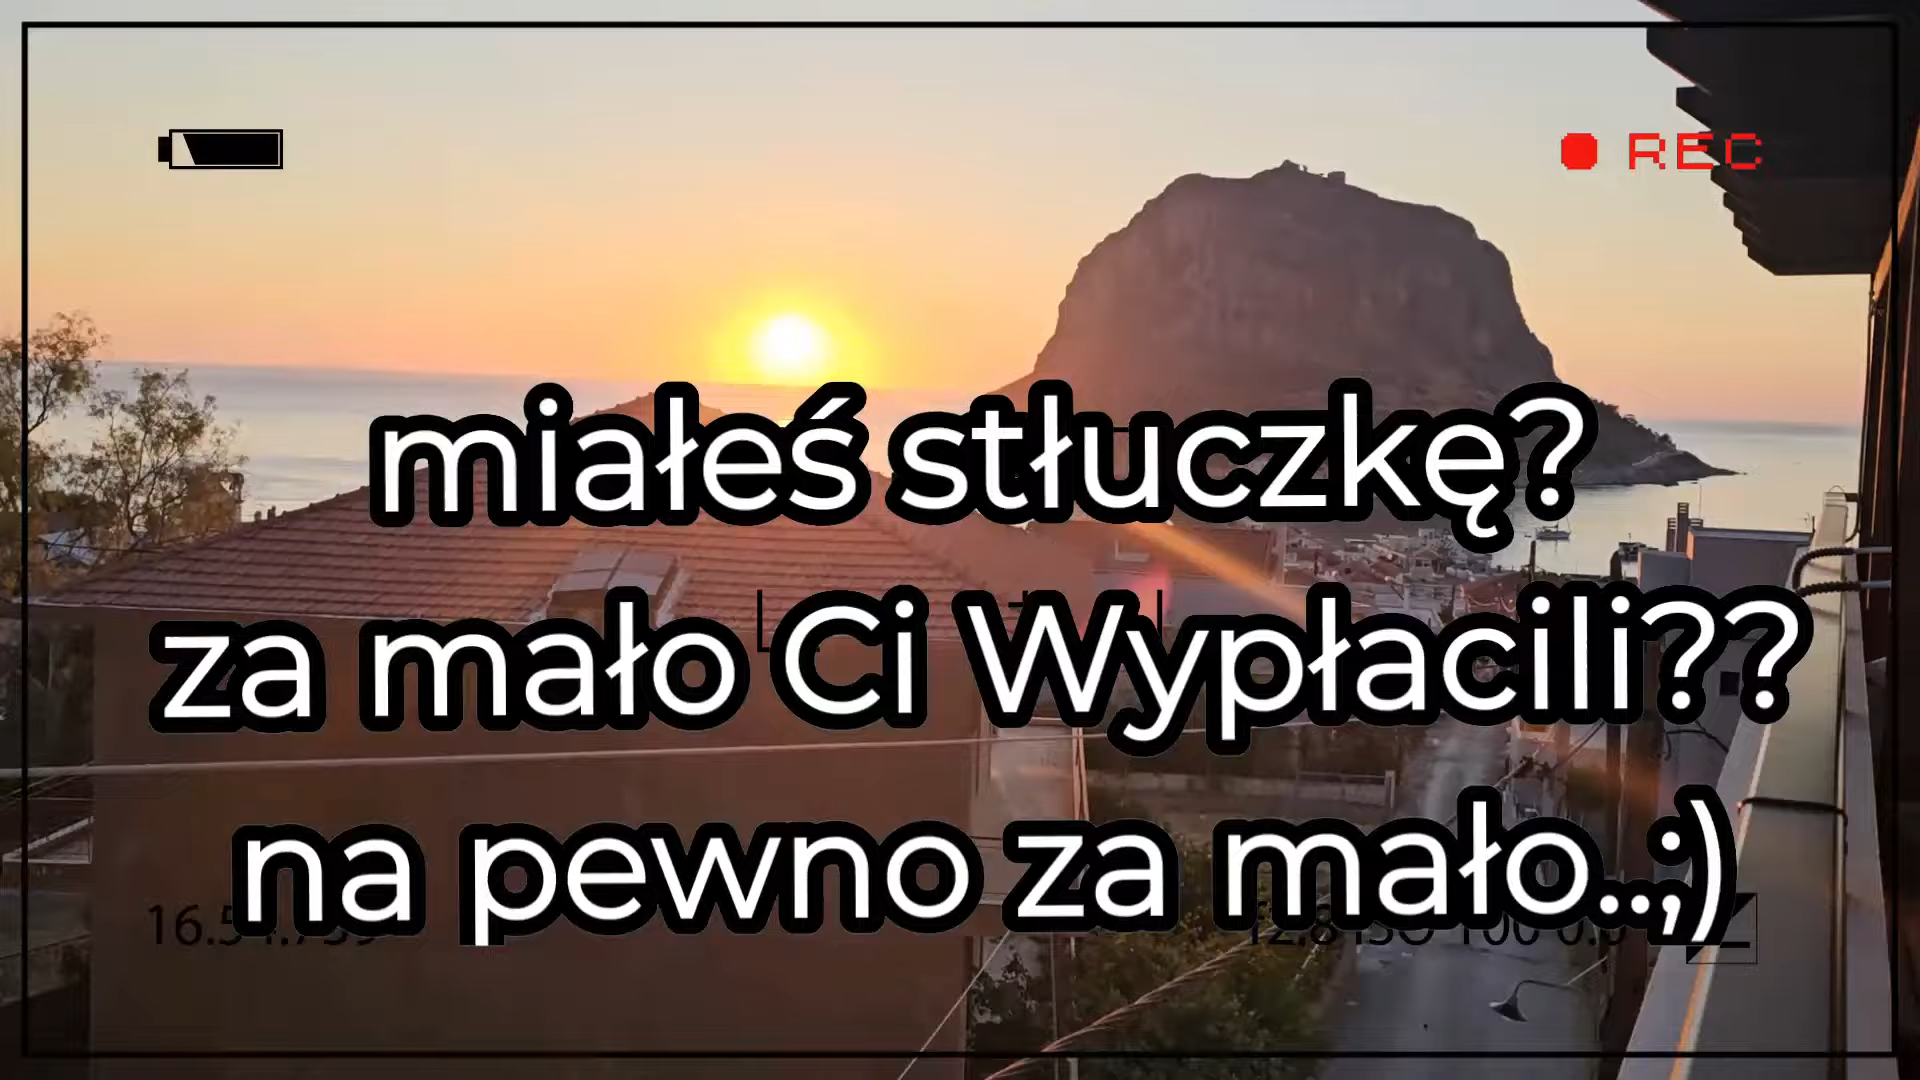 REC
miałeś stłuczkę?
za mało Ci Wypłacili??
na pewno za mało..;)